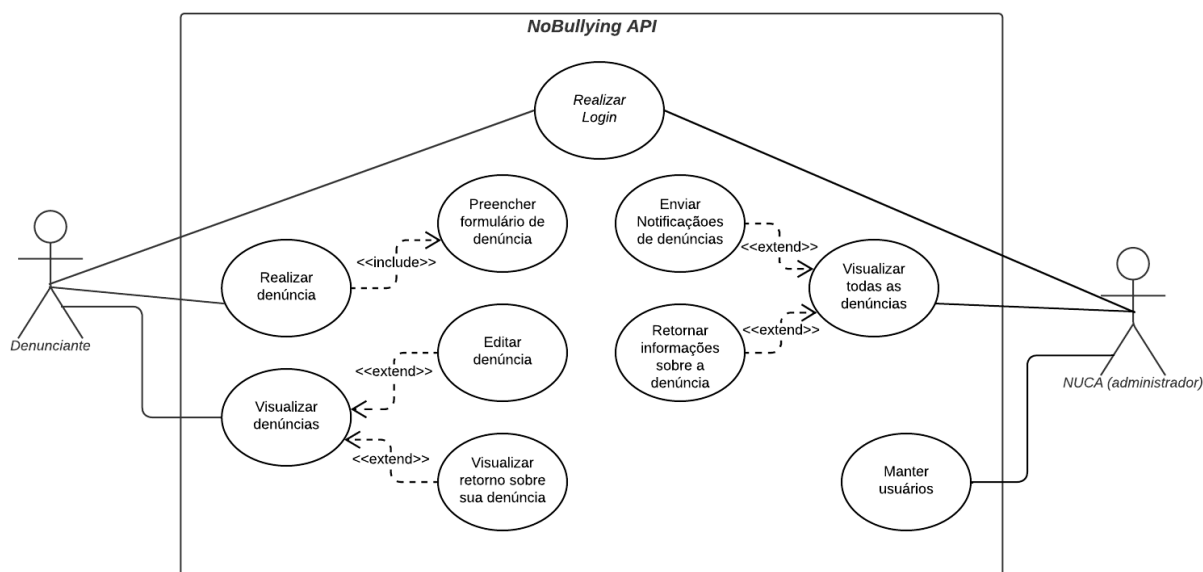 NoBullying API
Realizar
Login
Preencher
formulário de
denúncia
Enviar
Notificaçãoes
de denúncias
<<include>>
<<extend>>
Realizar
denúncia
Visualizar
todas as
denúncias
Denunciante
Editar
denúncia
Retornar
informações
sobre a
denúncia
<<extend>>
<<extend>>
NUCA (administrador)
Visualizar
denúncias
<<extend>>
Visualizar
retorno sobre
sua denúncia
Manter
usuários